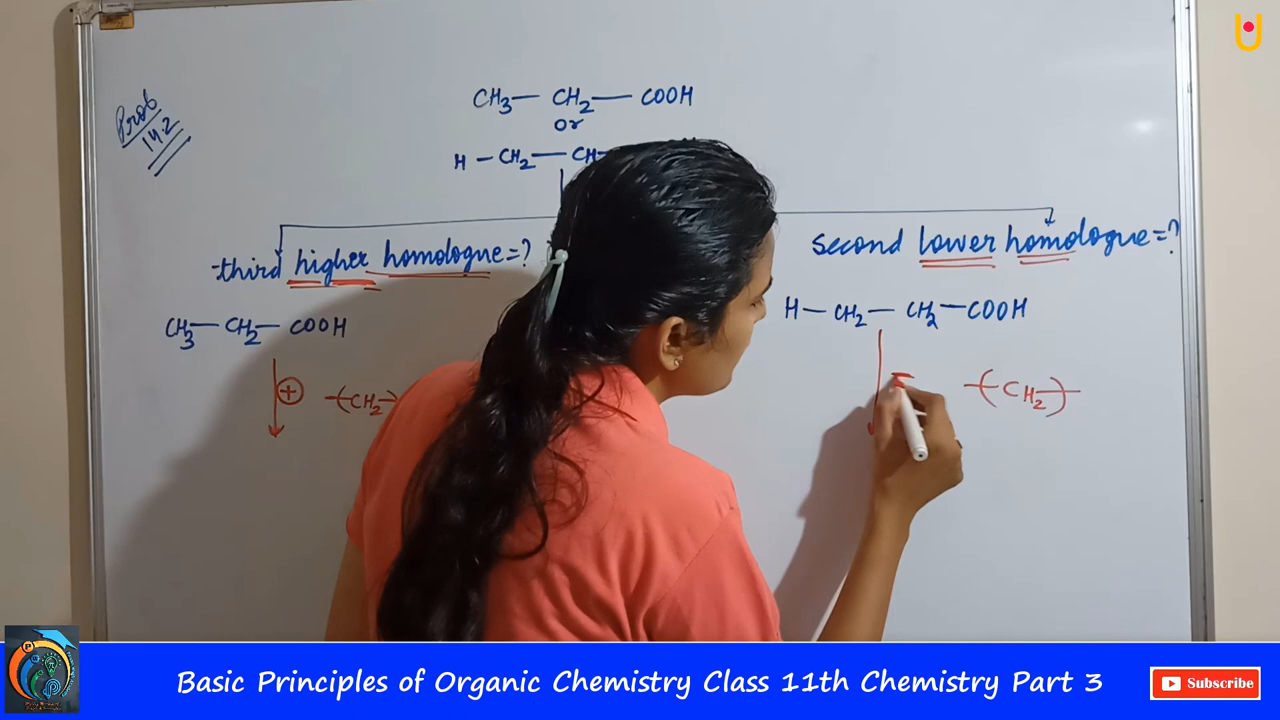 Prob
14.2
CH3— CH2— COOH
or
H — CH2— CH
third higher homologue=?
second lower homologue=?
CH3— CH2— COOH
H— CH2— CH2—COOH
+ —(CH2)
—(CH2)—
Basic Principles of Organic Chemistry Class 11th Chemistry Part 3
Subscribe